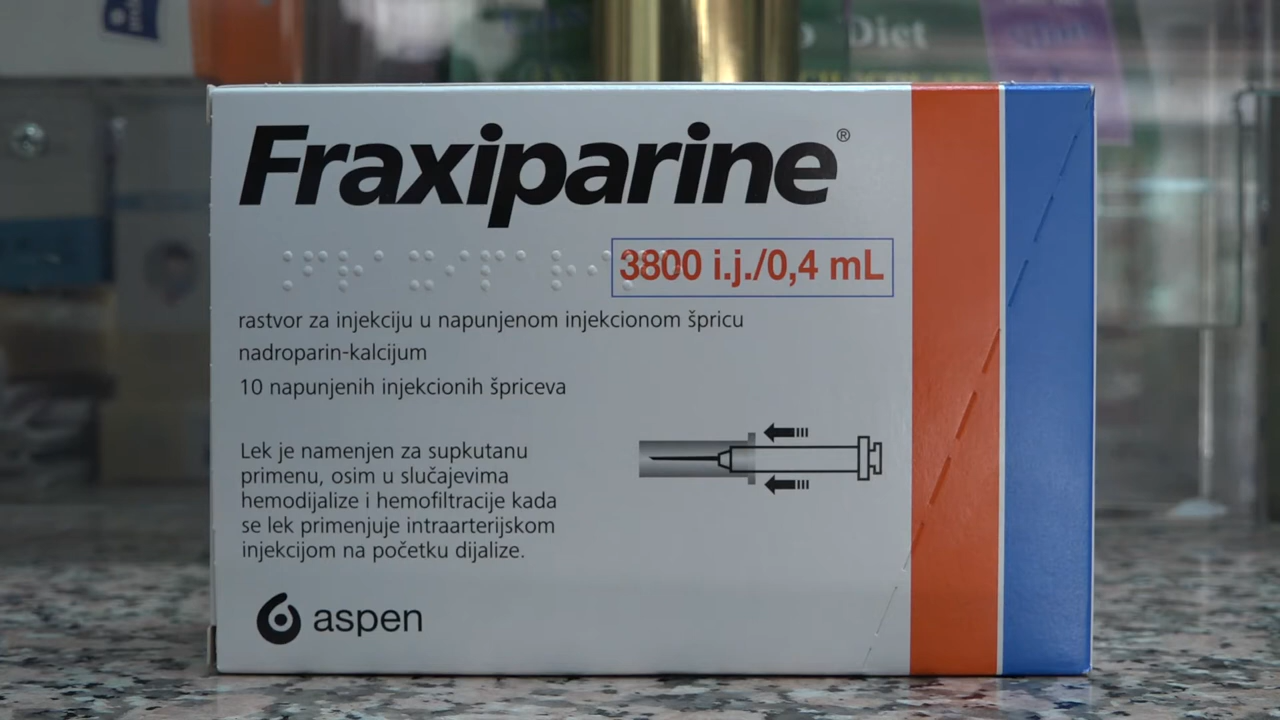 Diet
Fraxiparine®
3800 i.j./0,4 mL
rastvor za injekciju u napunjenom injekcionom špricu
nadroparin-kalcijum
10 napunjenih injekcionih špriceva
Lek je namenjen za supkutanu
primenu, osim u slučajevima
hemodijalize i hemofiltracije kada
se lek primenjuje intraarterijskom
injekcijom na početku dijalize.
aspen